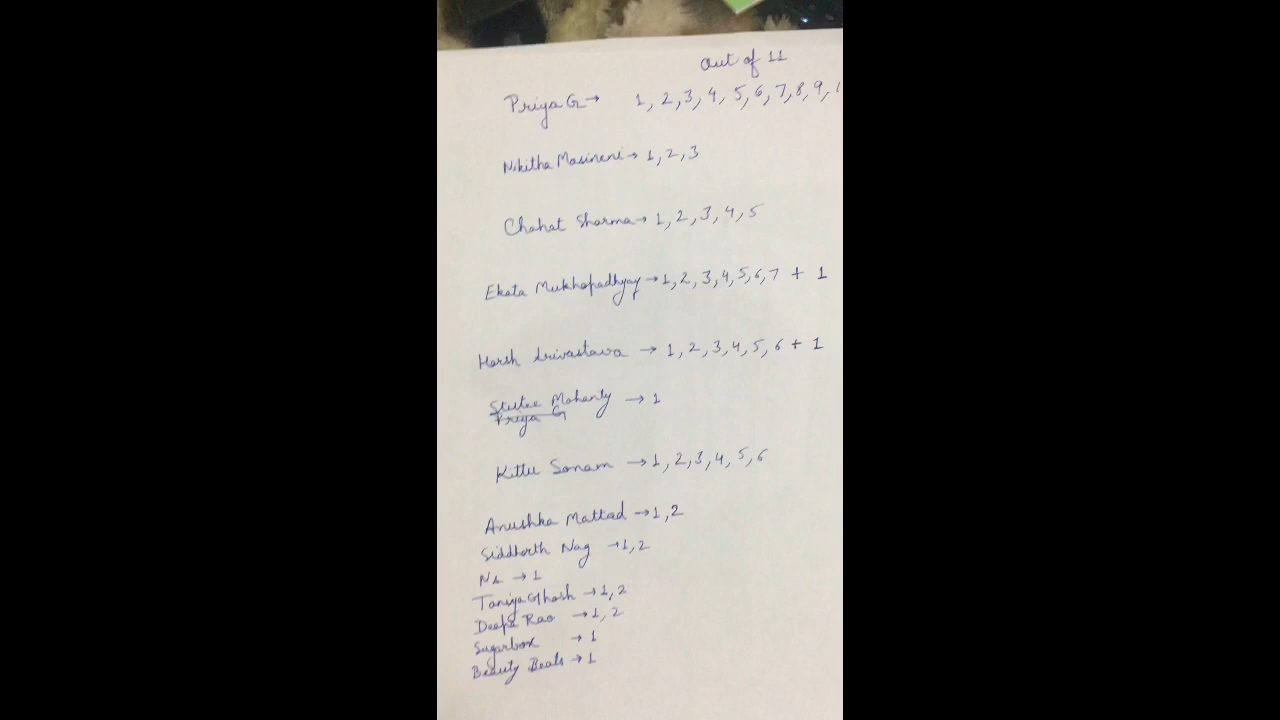 Out of 11
Priya G → 1, 2, 3, 4, 5, 6, 7, 8, 9, 1
Nikitha Masineni → 1, 2, 3
Chahat Sharma → 1, 2, 3, 4, 5
Ekata Mukhopadhyay → 1, 2, 3, 4, 5, 6, 7 + 1
Harsh Srivastava → 1, 2, 3, 4, 5, 6 + 1
Stutee Mohanty → 1
Priya G
Kittu Sonam → 1, 2, 3, 4, 5, 6
Anushka Mattad → 1, 2
Siddharth Nag → 1, 2
→ 1
Taniya Ghosh → 1, 2
Deepa Rao → 1, 2
Sugarbox → 1
Beauty Beats → 1